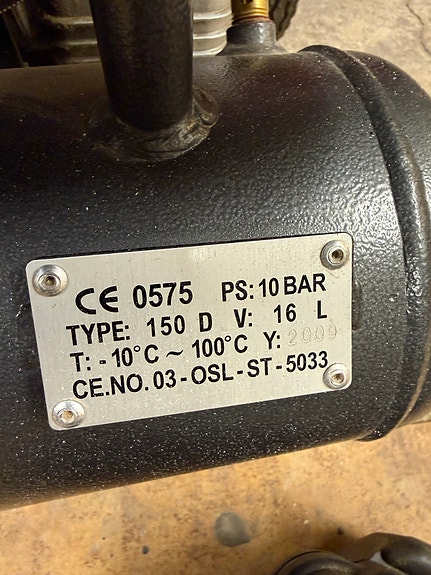 CE 0575 PS: 10 BAR
TYPE: 150 D V: 16 L
T: -10°C ~ 100°C Y: 2009
CE.NO. 03-OSL-ST-5033